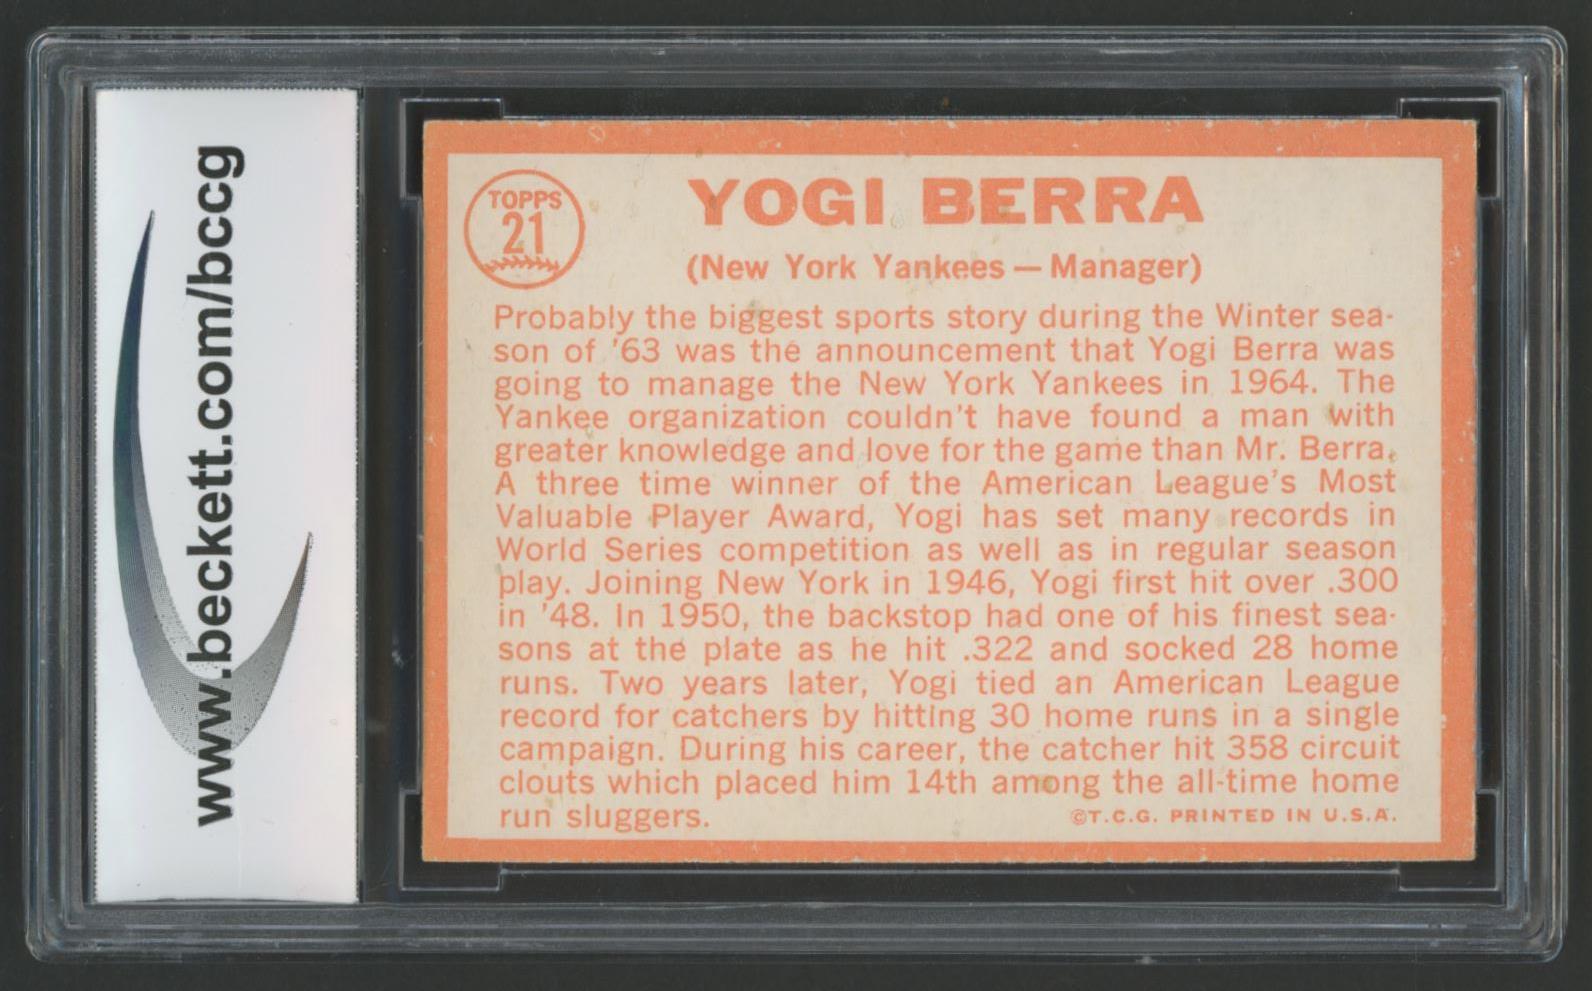 www.beckett.com/bccg
TOPPS
21
YOGI BERRA
(New York Yankees — Manager)
Probably the biggest sports story during the Winter sea-
son of '63 was the announcement that Yogi Berra was
going to manage the New York Yankees in 1964. The
Yankee organization couldn't have found a man with
greater knowledge and love for the game than Mr. Berra.
A three time winner of the American League's Most
Valuable Player Award, Yogi has set many records in
World Series competition as well as in regular season
play. Joining New York in 1946, Yogi first hit over .300
in '48. In 1950, the backstop had one of his finest sea-
sons at the plate as he hit .322 and socked 28 home
runs. Two years later, Yogi tied an American League
record for catchers by hitting 30 home runs in a single
campaign. During his career, the catcher hit 358 circuit
clouts which placed him 14th among the all-time home
run sluggers.
©T.C.G. PRINTED IN U.S.A.